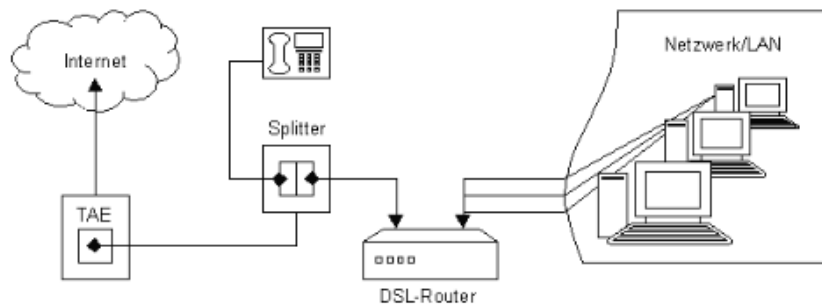 Internet
Netzwerk/LAN
Splitter
TAE
DSL-Router